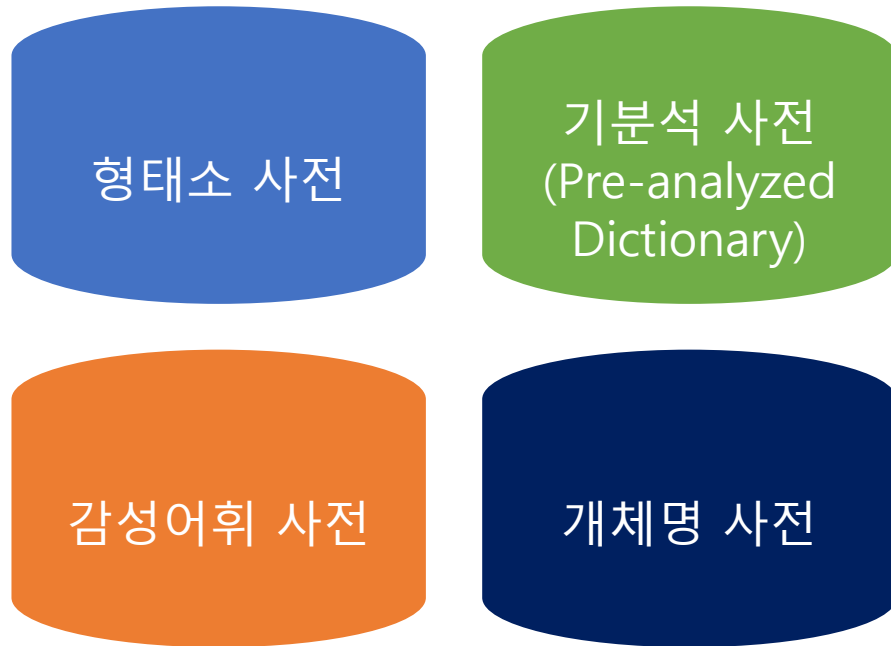 형태소 사전
기분석 사전
(Pre-analyzed
Dictionary)
감성어휘 사전
개체명 사전